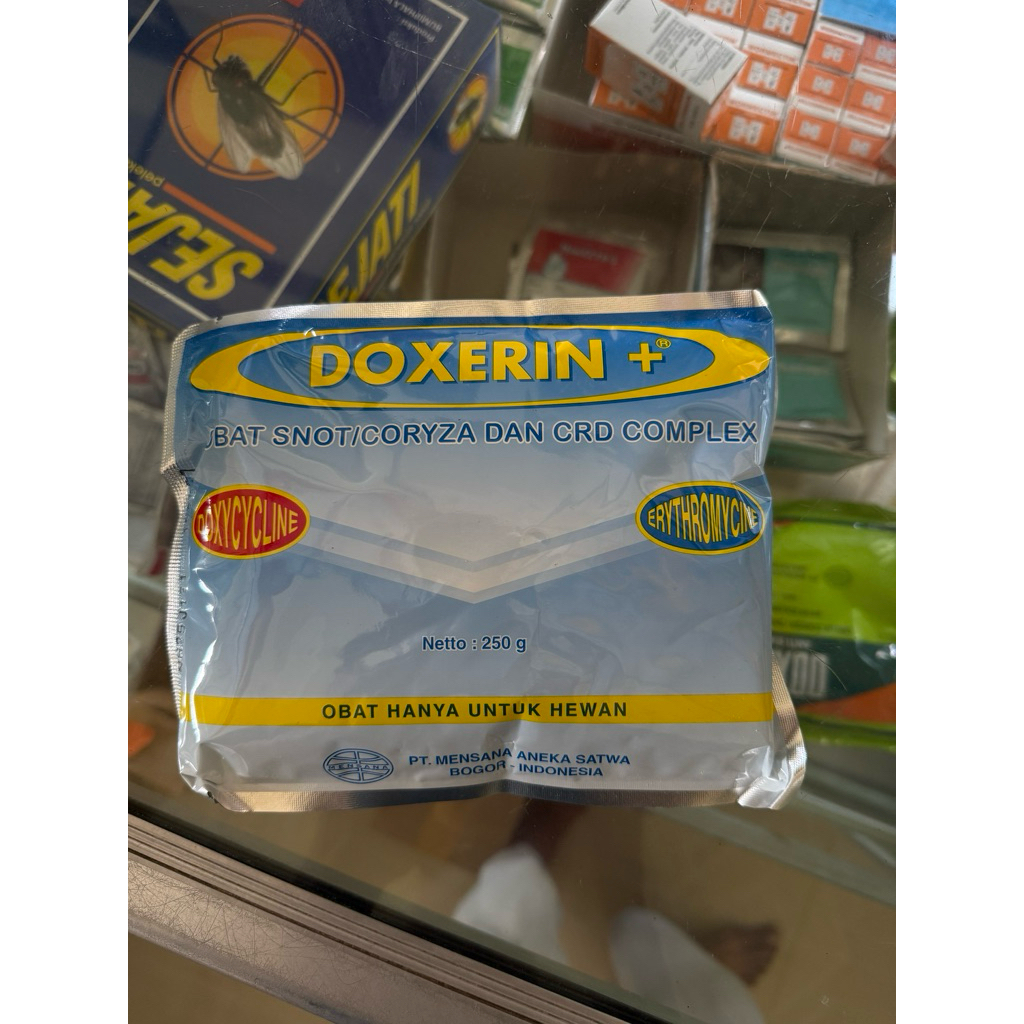 SEJATI
DOXERIN +®
OBAT SNOT/CORYZA DAN CRD COMPLEX
DOXYCYCLINE
ERYTHROMYCINE
Netto : 250 g
OBAT HANYA UNTUK HEWAN
MENSANA
PT. MENSANA ANEKA SATWA
BOGOR - INDONESIA